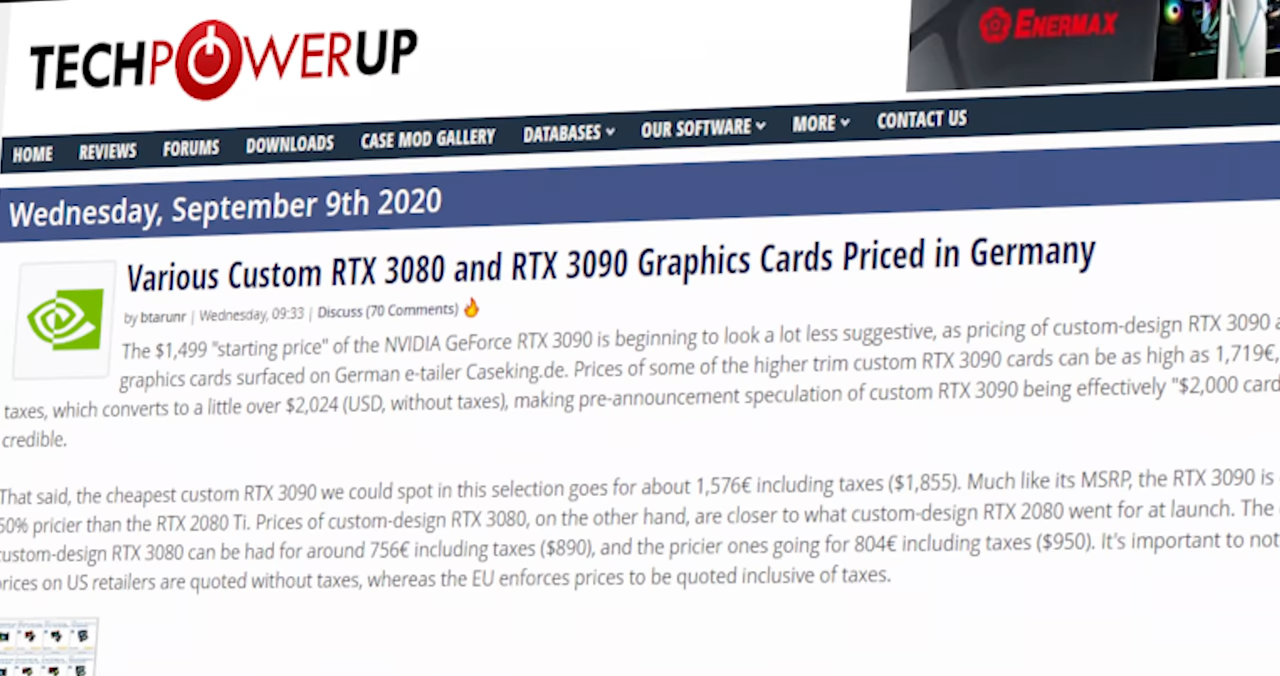 TECHPOWERUP
ENERMAX
HOME REVIEWS FORUMS DOWNLOADS CASE MOD GALLERY DATABASES OUR SOFTWARE MORE CONTACT US
Wednesday, September 9th 2020
Various Custom RTX 3080 and RTX 3090 Graphics Cards Priced in Germany
by btarunr | Wednesday, 09:33 | Discuss (70 Comments)
The $1,499 "starting price" of the NVIDIA GeForce RTX 3090 is beginning to look a lot less suggestive, as pricing of custom-design RTX 3090
graphics cards surfaced on German e-tailer Caseking.de. Prices of some of the higher trim custom RTX 3090 cards can be as high as 1,719€,
taxes, which converts to a little over $2,024 (USD, without taxes), making pre-announcement speculation of custom RTX 3090 being effectively "$2,000 card
credible.
That said, the cheapest custom RTX 3090 we could spot in this selection goes for about 1,576€ including taxes ($1,855). Much like its MSRP, the RTX 3090 is
50% pricier than the RTX 2080 Ti. Prices of custom-design RTX 3080, on the other hand, are closer to what custom-design RTX 2080 went for at launch. The
custom-design RTX 3080 can be had for around 756€ including taxes ($890), and the pricier ones going for 804€ including taxes ($950). It's important to not
rices on US retailers are quoted without taxes, whereas the EU enforces prices to be quoted inclusive of taxes.